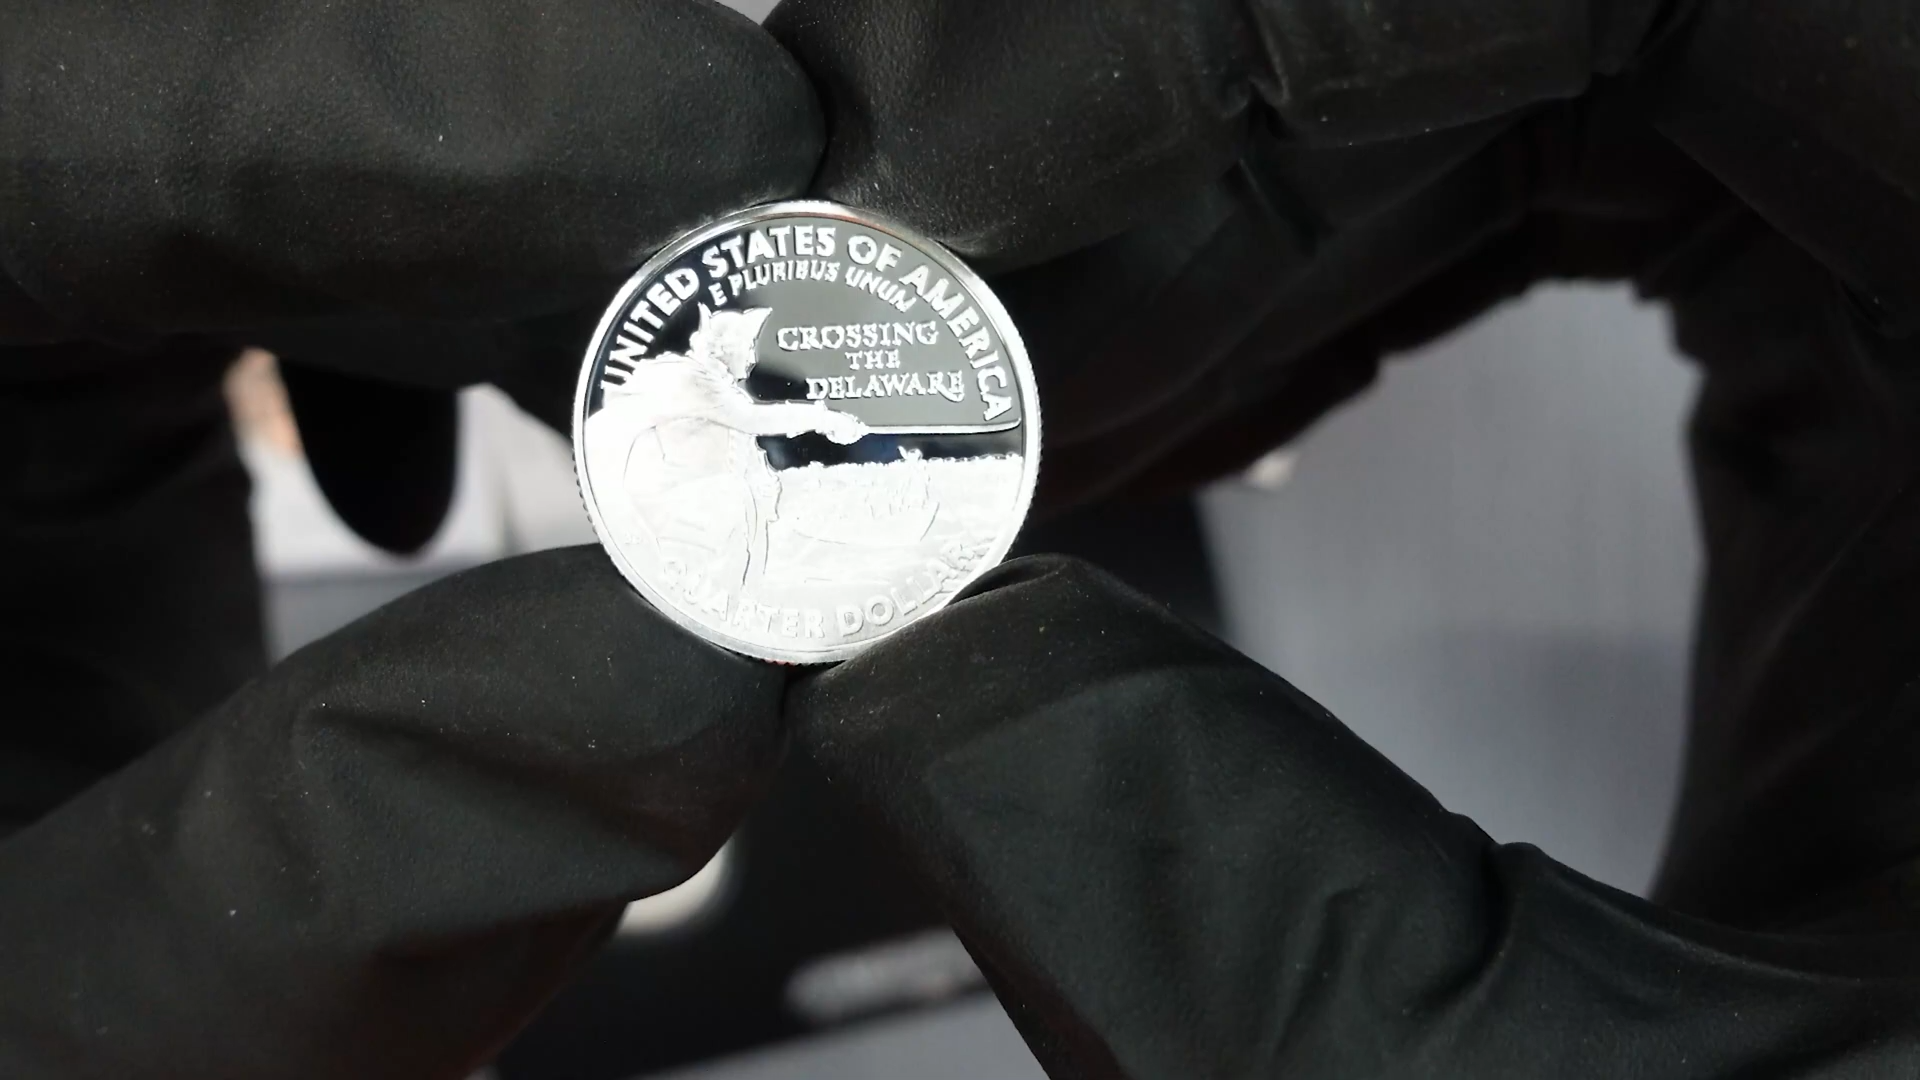 UNITED STATES OF AMERICA
E PLURIBUS UNUM
CROSSING
THE
DELAWARE
QUARTER DOLLAR